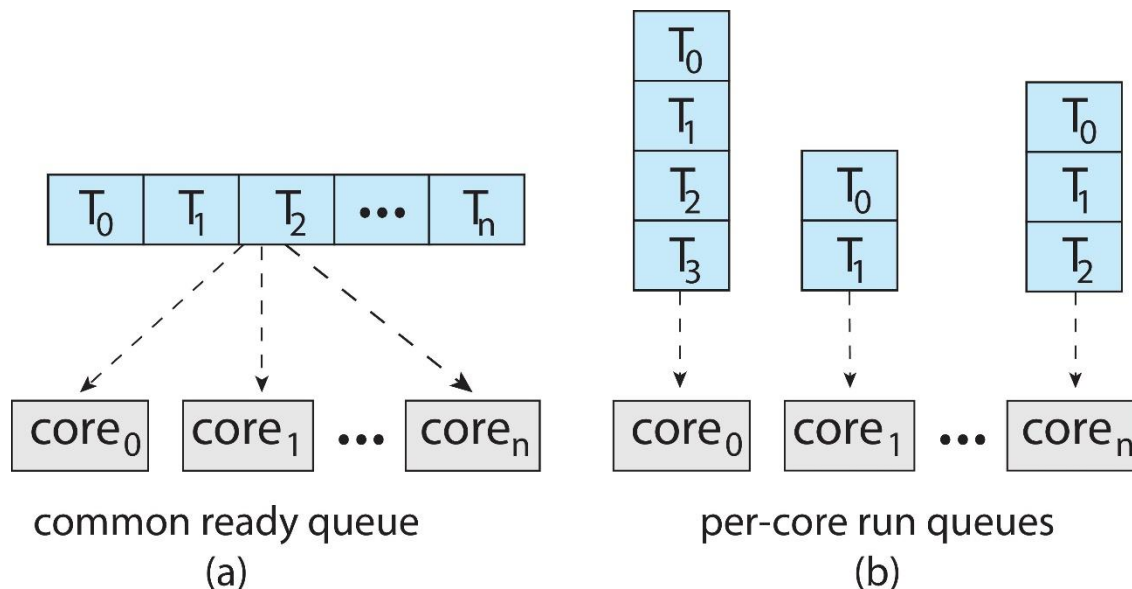 T0 T1 T2 ••• Tn
core0 core1 ••• coren
common ready queue
(a)
T0
T1
T2
T3
T0
T1
T0
T1
T2
core0 core1 ••• coren
per-core run queues
(b)